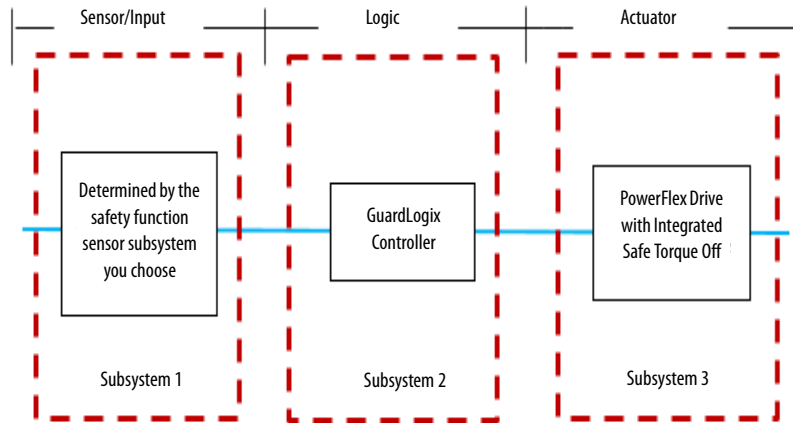 Sensor/Input
Logic
Actuator
Determined by the
safety function
sensor subsystem
you choose
GuardLogix
Controller
PowerFlex Drive
with Integrated
Safe Torque Off
Subsystem 1
Subsystem 2
Subsystem 3